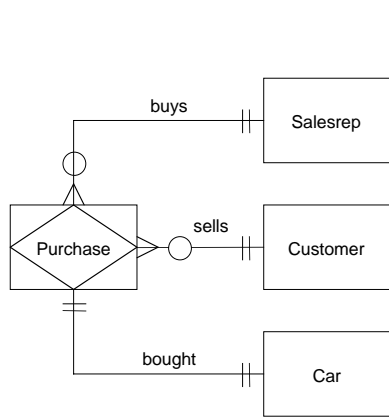 buys
Salesrep
sells
Purchase
Customer
bought
Car